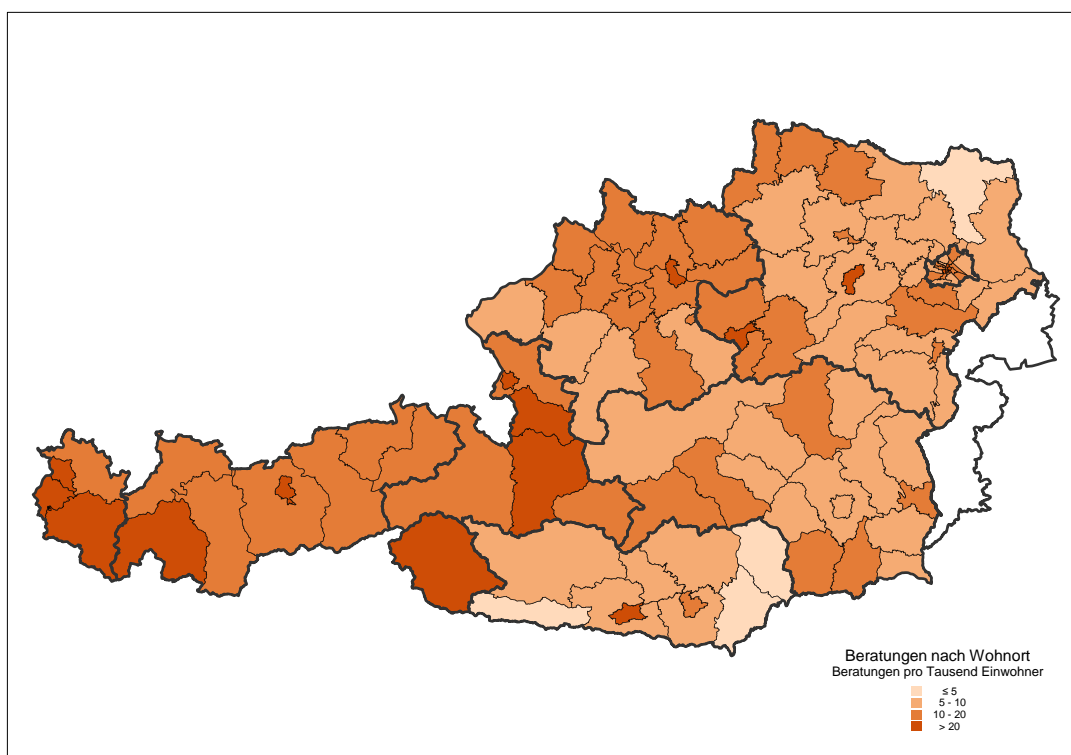 Beratungen nach Wohnort
Beratungen pro Tausend Einwohner
≤ 5
5 - 10
10 - 20
> 20